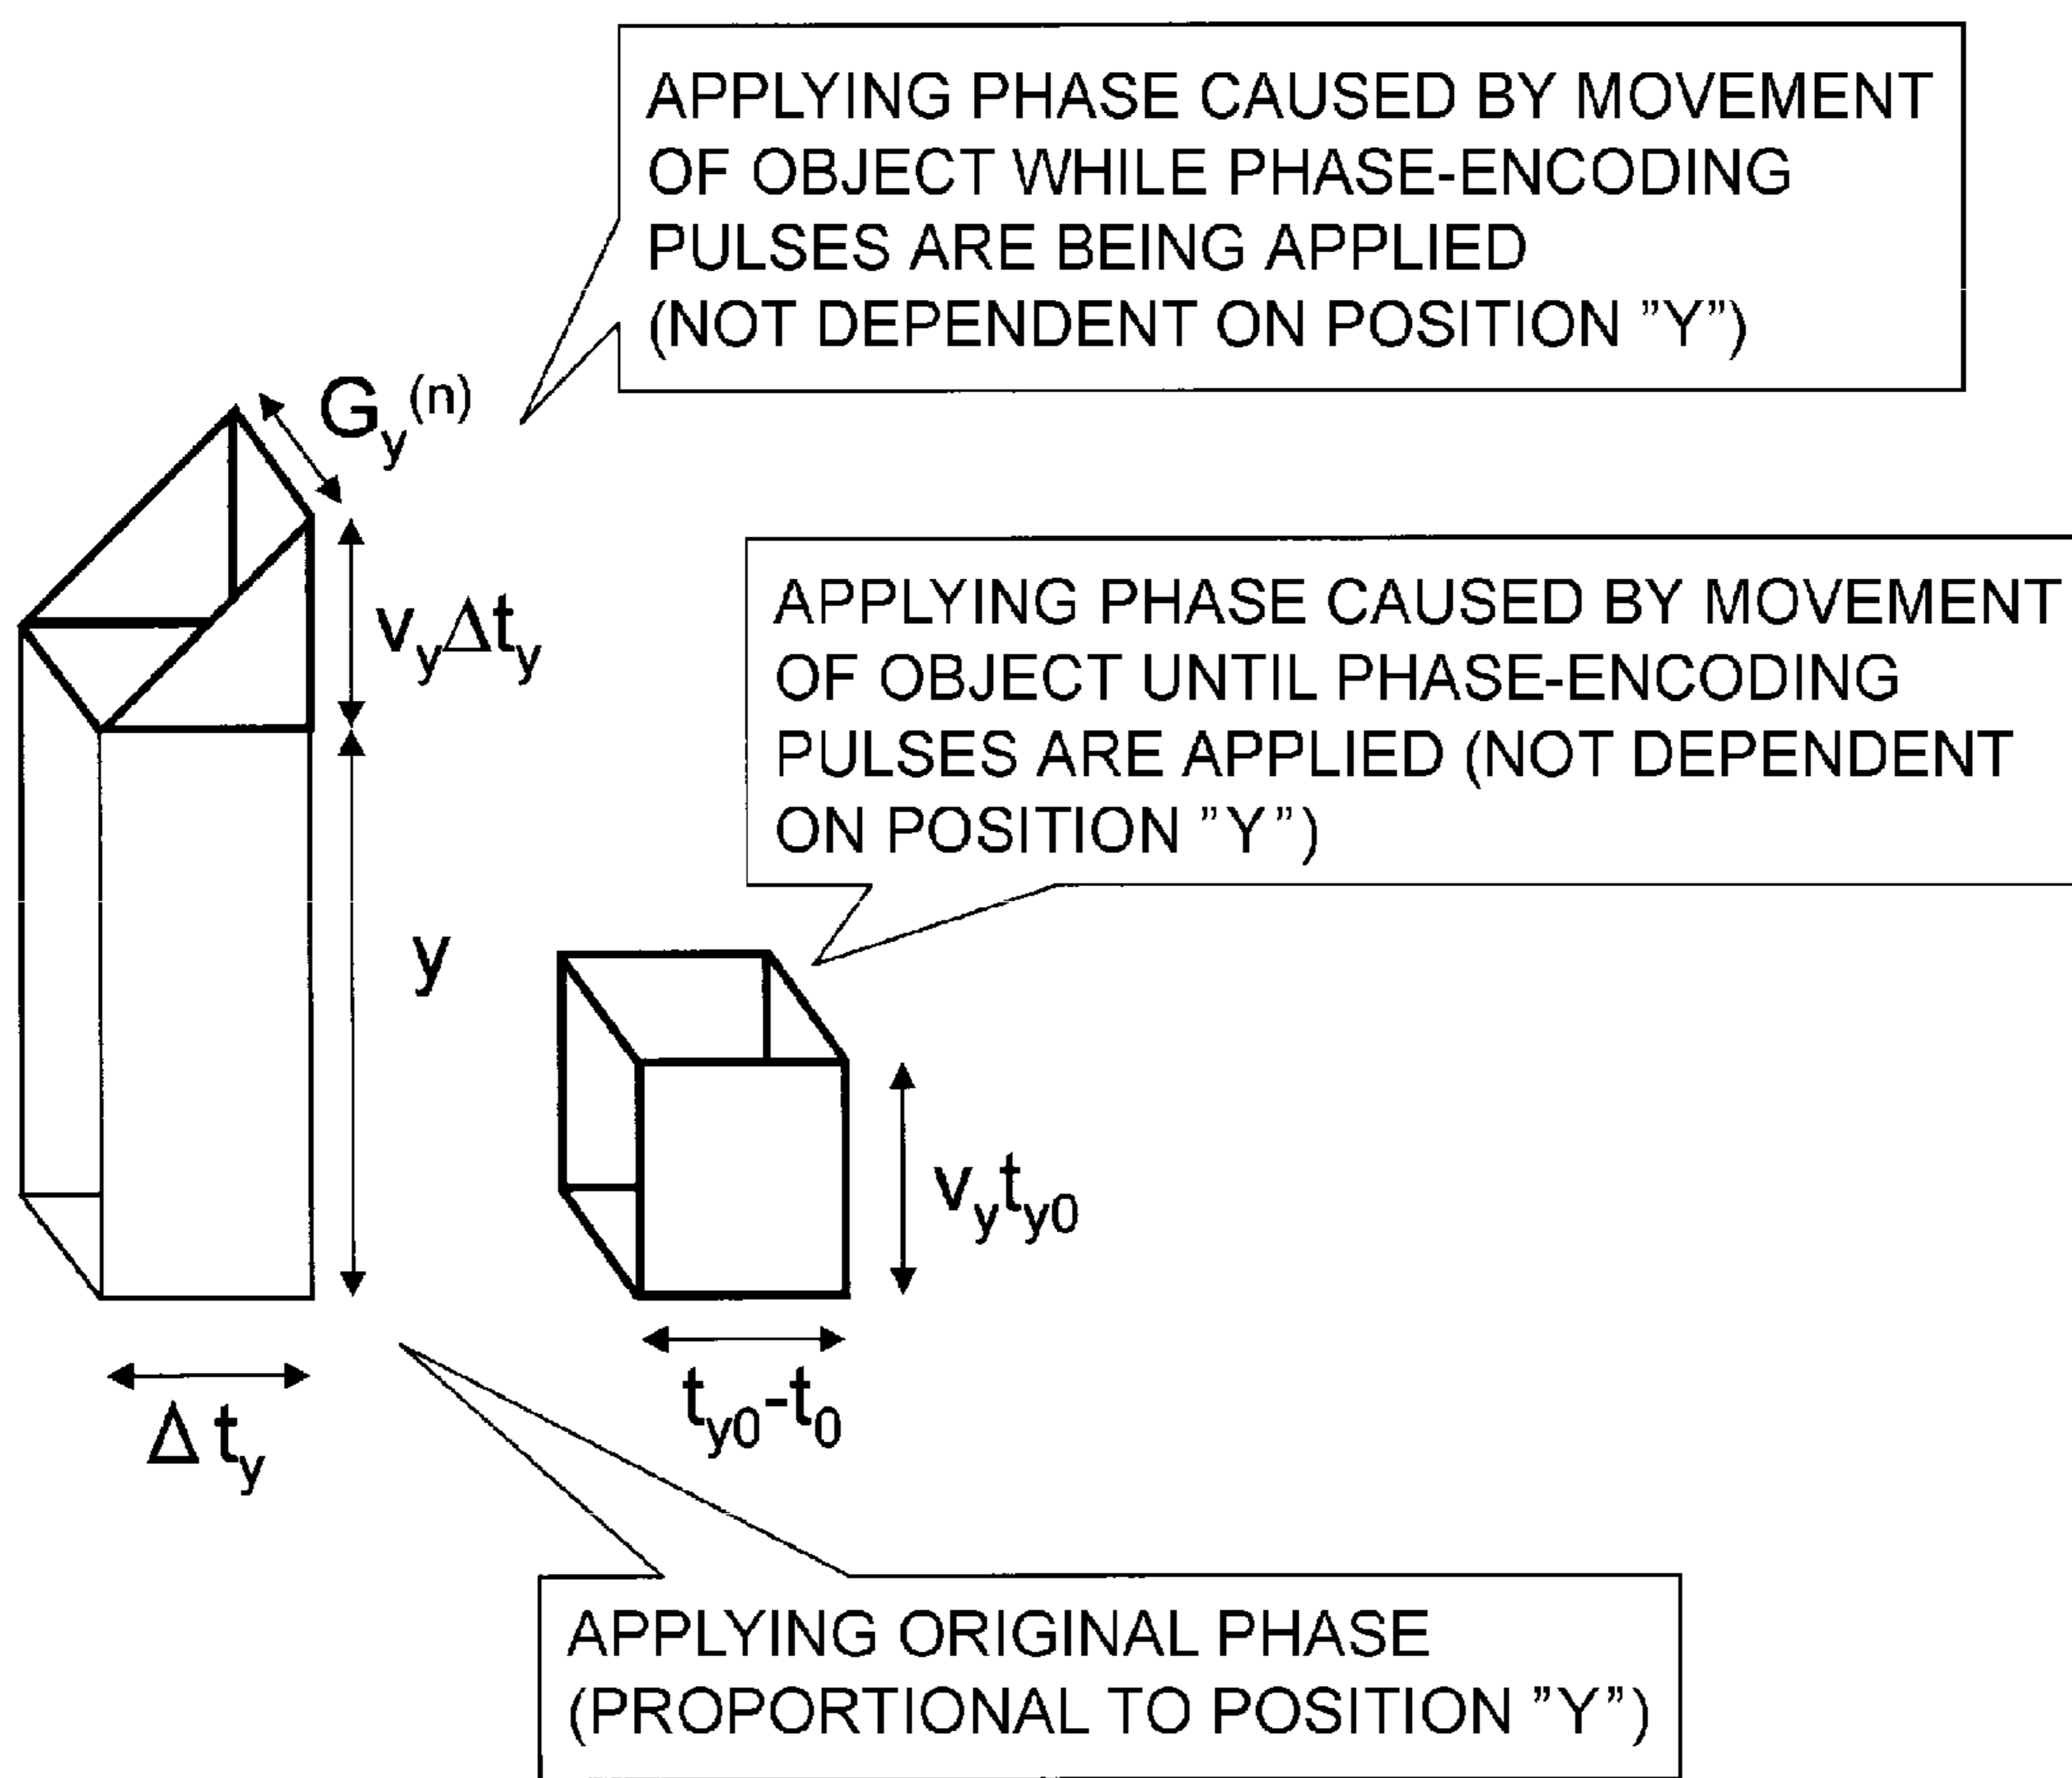 APPLYING PHASE CAUSED BY MOVEMENT
OF OBJECT WHILE PHASE-ENCODING
PULSES ARE BEING APPLIED
(NOT DEPENDENT ON POSITION ”Y”)
Gy(n)
vyΔty
APPLYING PHASE CAUSED BY MOVEMENT
OF OBJECT UNTIL PHASE-ENCODING
PULSES ARE APPLIED (NOT DEPENDENT
ON POSITION ”Y”)
y
vyty0
ty0-t0
Δty
APPLYING ORIGINAL PHASE
(PROPORTIONAL TO POSITION ”Y”)